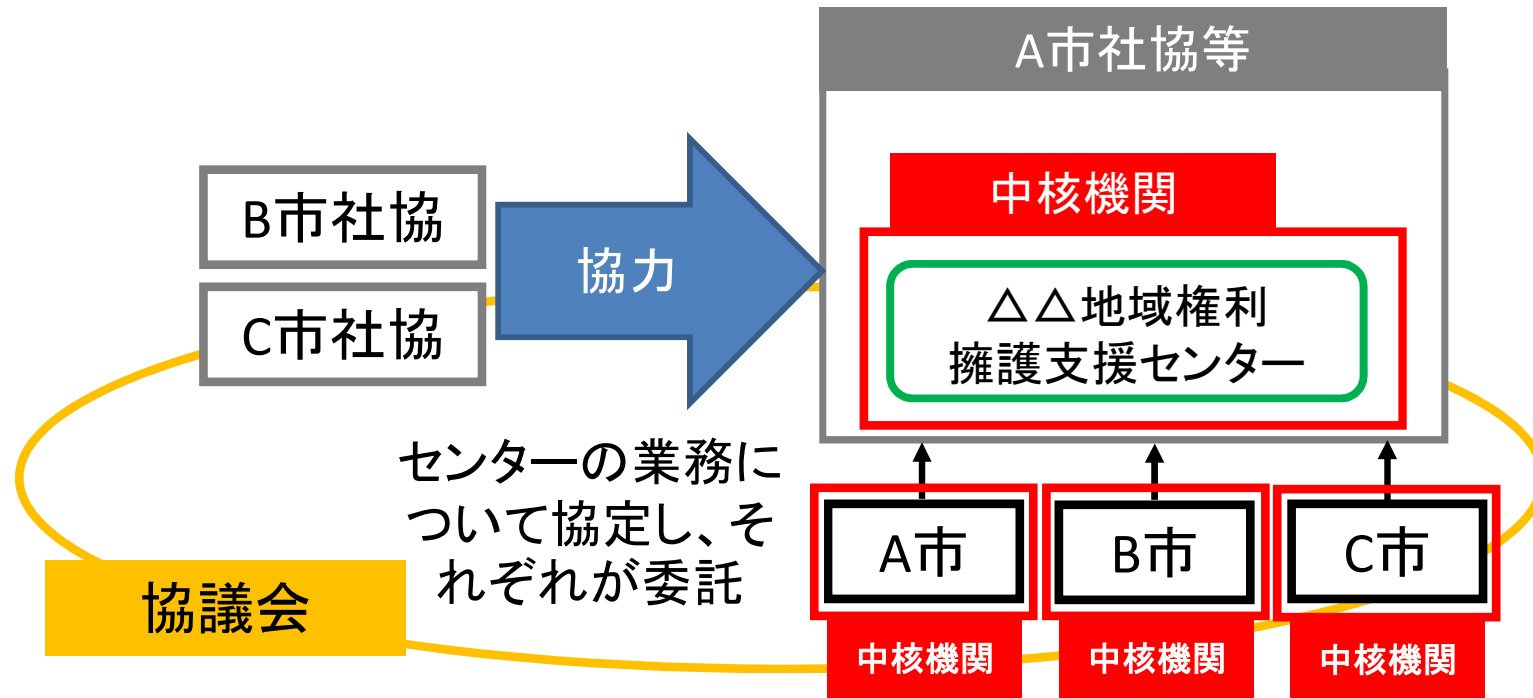 A市社協等
中核機関
△△地域権利
擁護支援センター
B市社協
C市社協
協力
センターの業務に
ついて協定し、そ
れぞれが委託
協議会
A市
B市
C市
中核機関
中核機関
中核機関